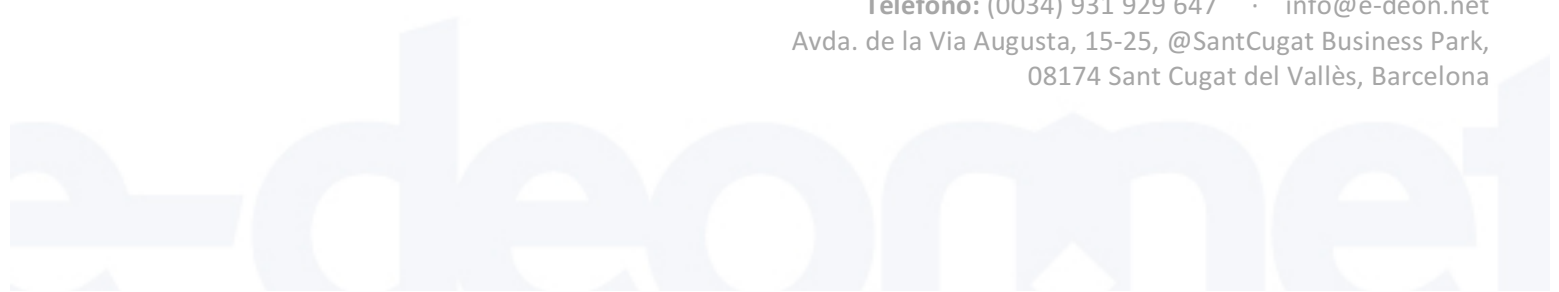 Teléfono: (0034) 931 929 647 · info@e-deon.net
Avda. de la Via Augusta, 15-25, @SantCugat Business Park,
08174 Sant Cugat del Vallès, Barcelona
e-deon.net